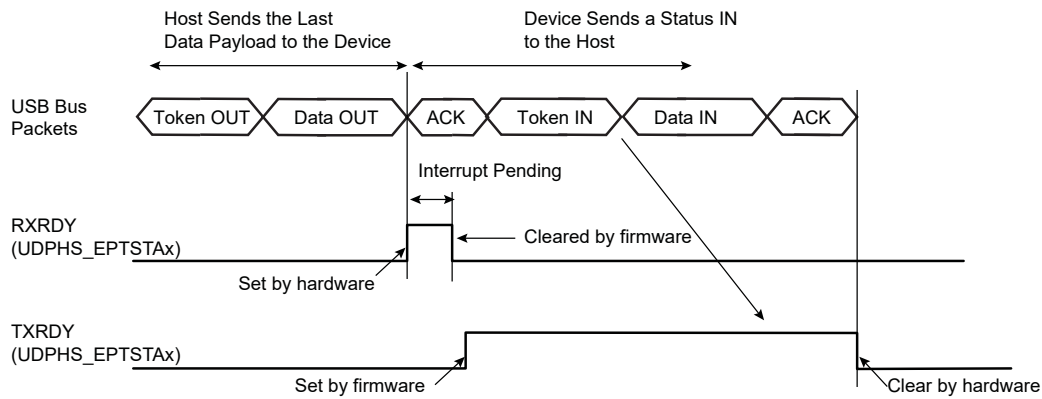 Host Sends the Last
Data Payload to the Device
Device Sends a Status IN
to the Host
USB Bus
Packets
Token OUT
Data OUT
ACK
Token IN
Data IN
ACK
Interrupt Pending
RXRDY
(UDPHS_EPTSTAx)
Cleared by firmware
Set by hardware
TXRDY
(UDPHS_EPTSTAx)
Set by firmware
Clear by hardware